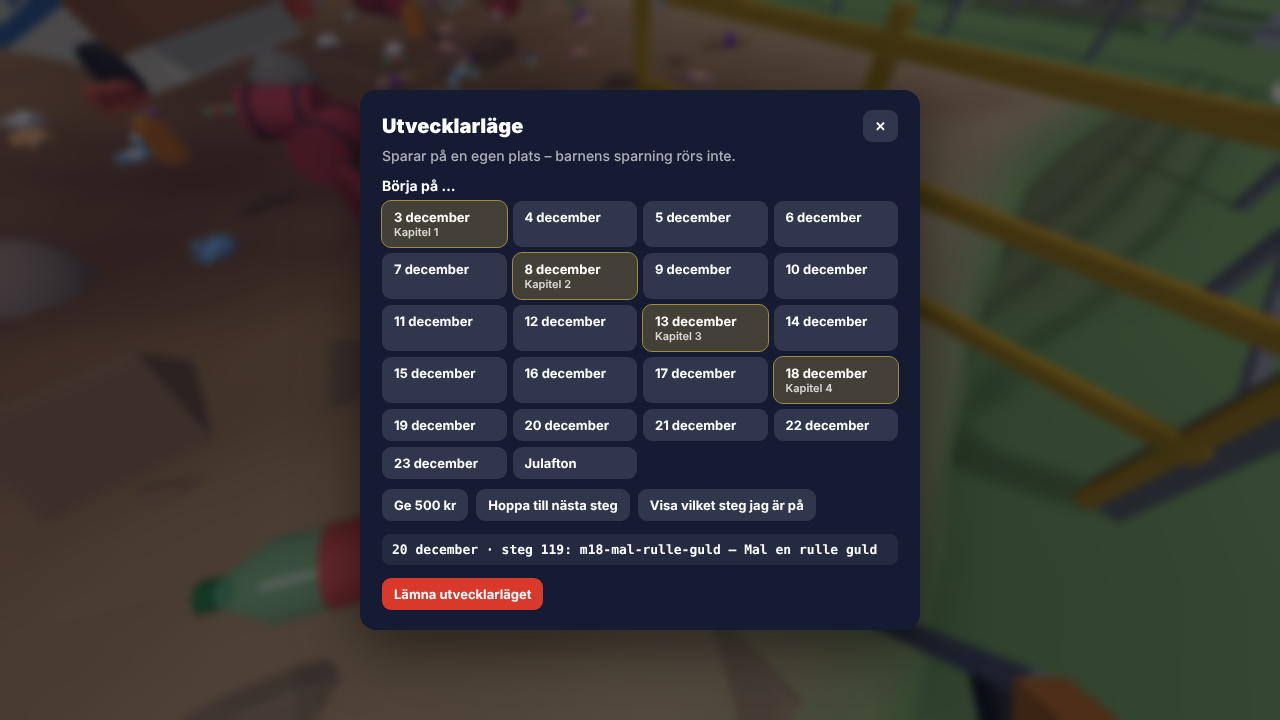 Utvecklarläge
×
Sparar på en egen plats – barnens sparning rörs inte.
Börja på ...
3 december
Kapitel 1
4 december
5 december
6 december
7 december
8 december
Kapitel 2
9 december
10 december
11 december
12 december
13 december
Kapitel 3
14 december
15 december
16 december
17 december
18 december
Kapitel 4
19 december
20 december
21 december
22 december
23 december
Julafton
Ge 500 kr
Hoppa till nästa steg
Visa vilket steg jag är på
20 december · steg 119: m18-mal-rulle-guld — Mal en rulle guld
Lämna utvecklarläget